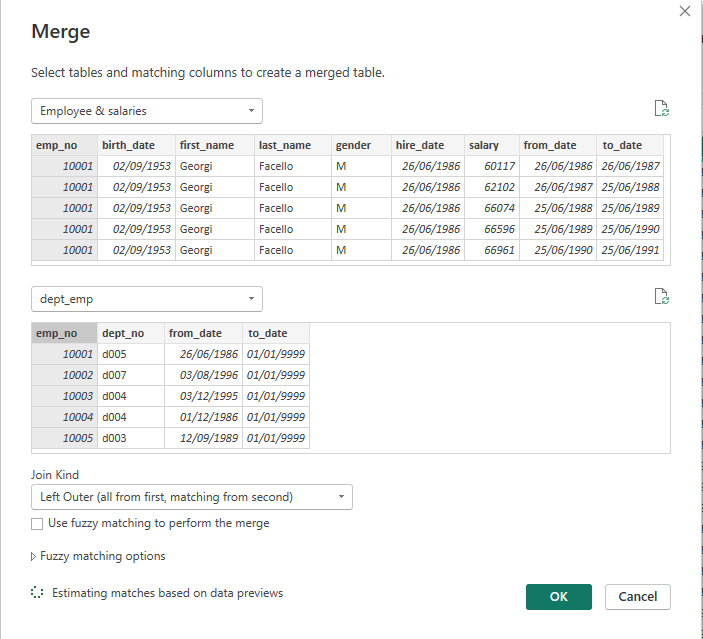 Merge
Select tables and matching columns to create a merged table.
Employee & salaries
emp_no birth_date first_name last_name gender hire_date salary from_date to_date
10001 02/09/1953 Georgi Facello M 26/06/1986 60117 26/06/1986 26/06/1987
10001 02/09/1953 Georgi Facello M 26/06/1986 62102 26/06/1987 25/06/1988
10001 02/09/1953 Georgi Facello M 26/06/1986 66074 25/06/1988 25/06/1989
10001 02/09/1953 Georgi Facello M 26/06/1986 66596 25/06/1989 25/06/1990
10001 02/09/1953 Georgi Facello M 26/06/1986 66961 25/06/1990 25/06/1991
dept_emp
emp_no dept_no from_date to_date
10001 d005 26/06/1986 01/01/9999
10002 d007 03/08/1996 01/01/9999
10003 d004 03/12/1995 01/01/9999
10004 d004 01/12/1986 01/01/9999
10005 d003 12/09/1989 01/01/9999
Join Kind
Left Outer (all from first, matching from second)
Use fuzzy matching to perform the merge
Fuzzy matching options
Estimating matches based on data previews
OK Cancel